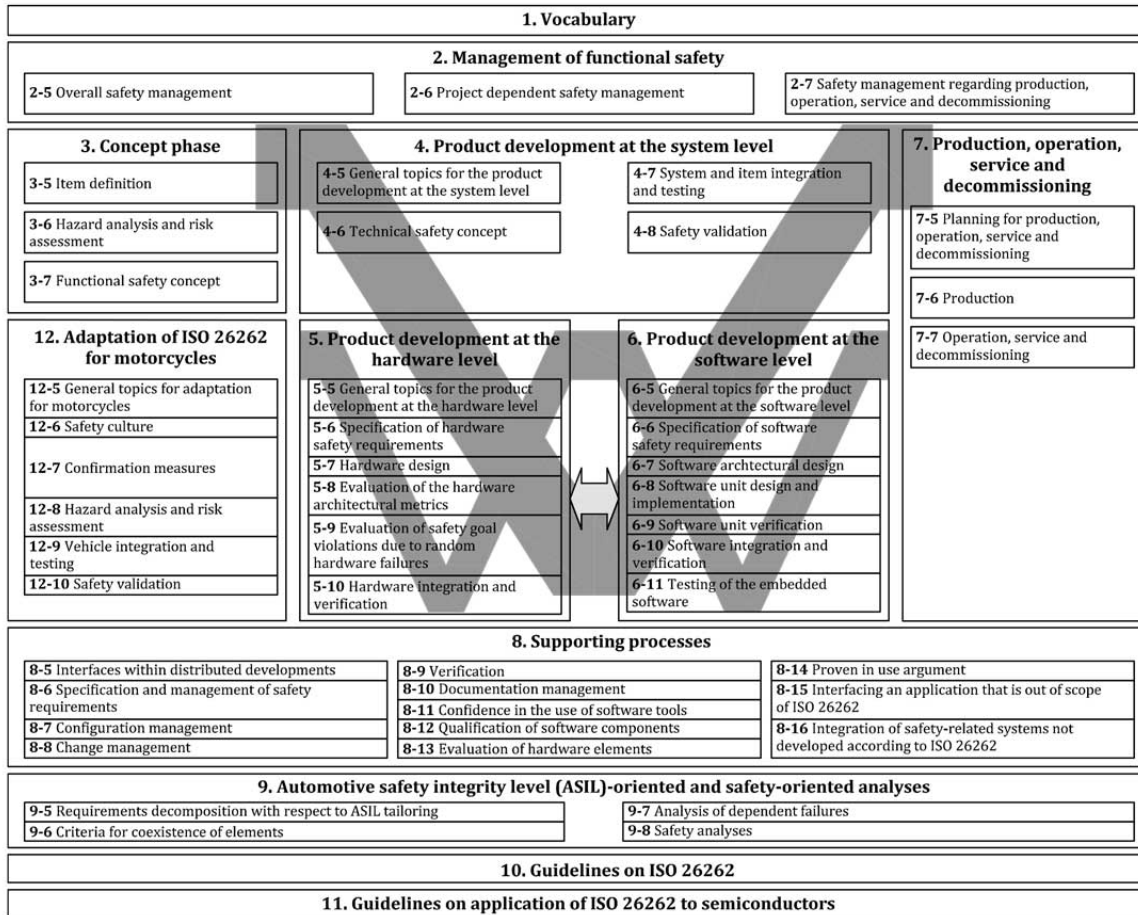 1. Vocabulary
2. Management of functional safety
2-5 Overall safety management
2-6 Project dependent safety management
2-7 Safety management regarding production,
operation, service and decommissioning
3. Concept phase
3-5 Item definition
3-6 Hazard analysis and risk
assessment
3-7 Functional safety concept
4. Product development at the system level
4-5 General topics for the product
development at the system level
4-6 Technical safety concept
4-7 System and item integration
and testing
4-8 Safety validation
7. Production, operation,
service and
decommissioning
7-5 Planning for production,
operation, service and
decommissioning
7-6 Production
7-7 Operation, service and
decommissioning
12. Adaptation of ISO 26262
for motorcycles
12-5 General topics for adaptation
for motorcycles
12-6 Safety culture
12-7 Confirmation measures
12-8 Hazard analysis and risk
assessment
12-9 Vehicle integration and
testing
12-10 Safety validation
5. Product development at the
hardware level
5-5 General topics for the product
development at the hardware level
5-6 Specification of hardware
safety requirements
5-7 Hardware design
5-8 Evaluation of the hardware
architectural metrics
5-9 Evaluation of safety goal
violations due to random
hardware failures
5-10 Hardware integration and
verification
6. Product development at the
software level
6-5 General topics for the product
development at the software level
6-6 Specification of software
safety requirements
6-7 Software archtectural design
6-8 Software unit design and
implementation
6-9 Software unit verification
6-10 Software integration and
verification
6-11 Testing of the embedded
software
8. Supporting processes
8-5 Interfaces within distributed developments
8-6 Specification and management of safety
requirements
8-7 Configuration management
8-8 Change management
8-9 Verification
8-10 Documentation management
8-11 Confidence in the use of software tools
8-12 Qualification of software components
8-13 Evaluation of hardware elements
8-14 Proven in use argument
8-15 Interfacing an application that is out of scope
of ISO 26262
8-16 Integration of safety-related systems not
developed according to ISO 26262
9. Automotive safety integrity level (ASIL)-oriented and safety-oriented analyses
9-5 Requirements decomposition with respect to ASIL tailoring
9-6 Criteria for coexistence of elements
9-7 Analysis of dependent failures
9-8 Safety analyses
10. Guidelines on ISO 26262
11. Guidelines on application of ISO 26262 to semiconductors